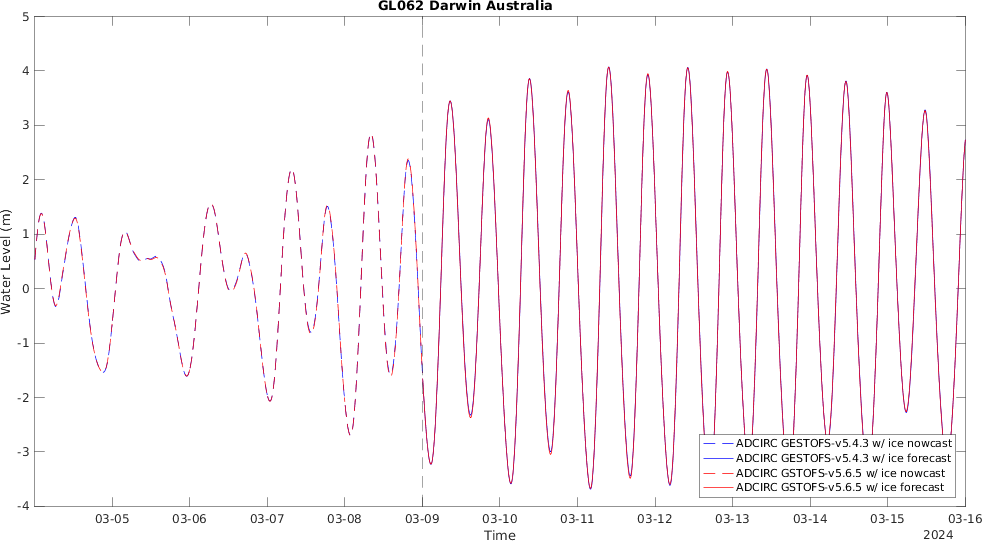 GL062 Darwin Australia
5
4
3
2
1
0
-1
-2
-3
-4
Water Level (m)
ADCIRC GESTOFS-v5.4.3 w/ ice nowcast
ADCIRC GESTOFS-v5.4.3 w/ ice forecast
ADCIRC GSTOFS-v5.6.5 w/ ice nowcast
ADCIRC GSTOFS-v5.6.5 w/ ice forecast
03-05 03-06 03-07 03-08 03-09 03-10 03-11 03-12 03-13 03-14 03-15 03-16
Time
2024